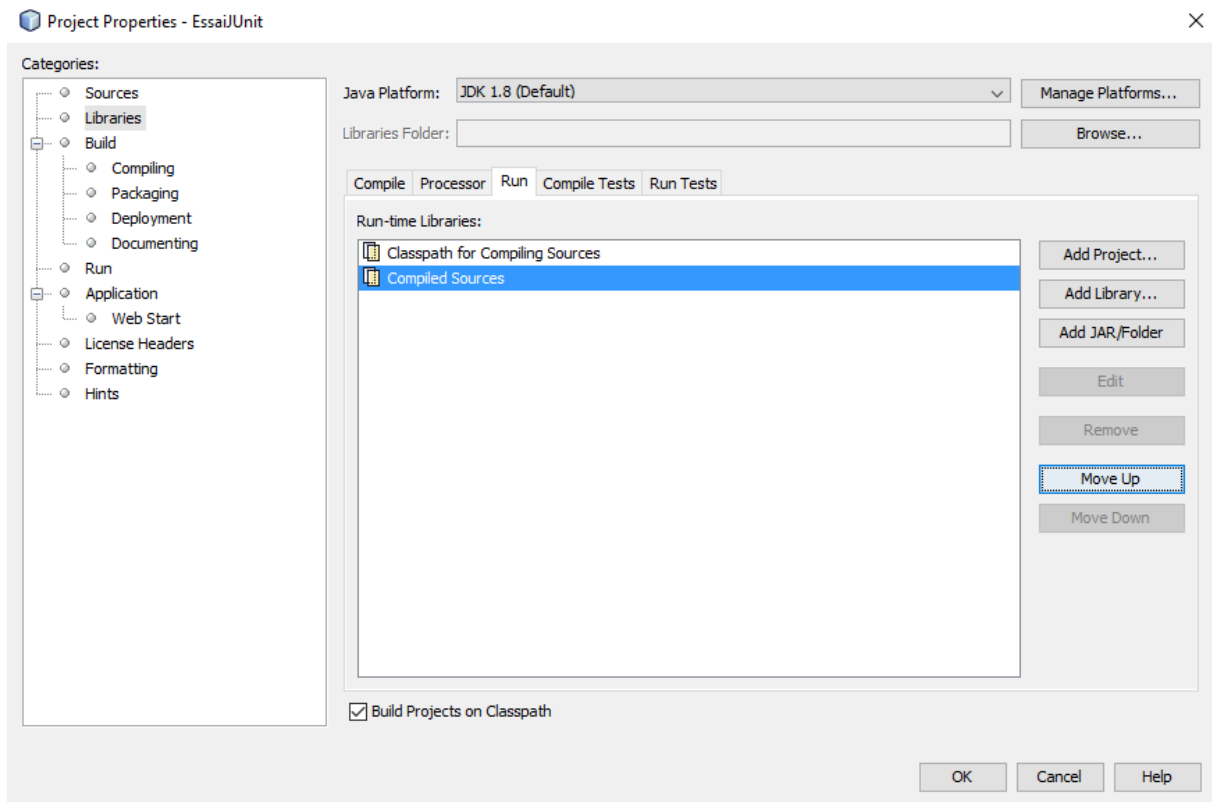 Project Properties - EssaiJUnit
Categories:
Sources
Libraries
Build
Compiling
Packaging
Deployment
Documenting
Run
Application
Web Start
License Headers
Formatting
Hints
Java Platform: JDK 1.8 (Default) Manage Platforms...
Libraries Folder: Browse...
Compile Processor Run Compile Tests Run Tests
Run-time Libraries:
Classpath for Compiling Sources
Compiled Sources
Add Project...
Add Library...
Add JAR/Folder
Edit
Remove
Move Up
Move Down
Build Projects on Classpath
OK Cancel Help